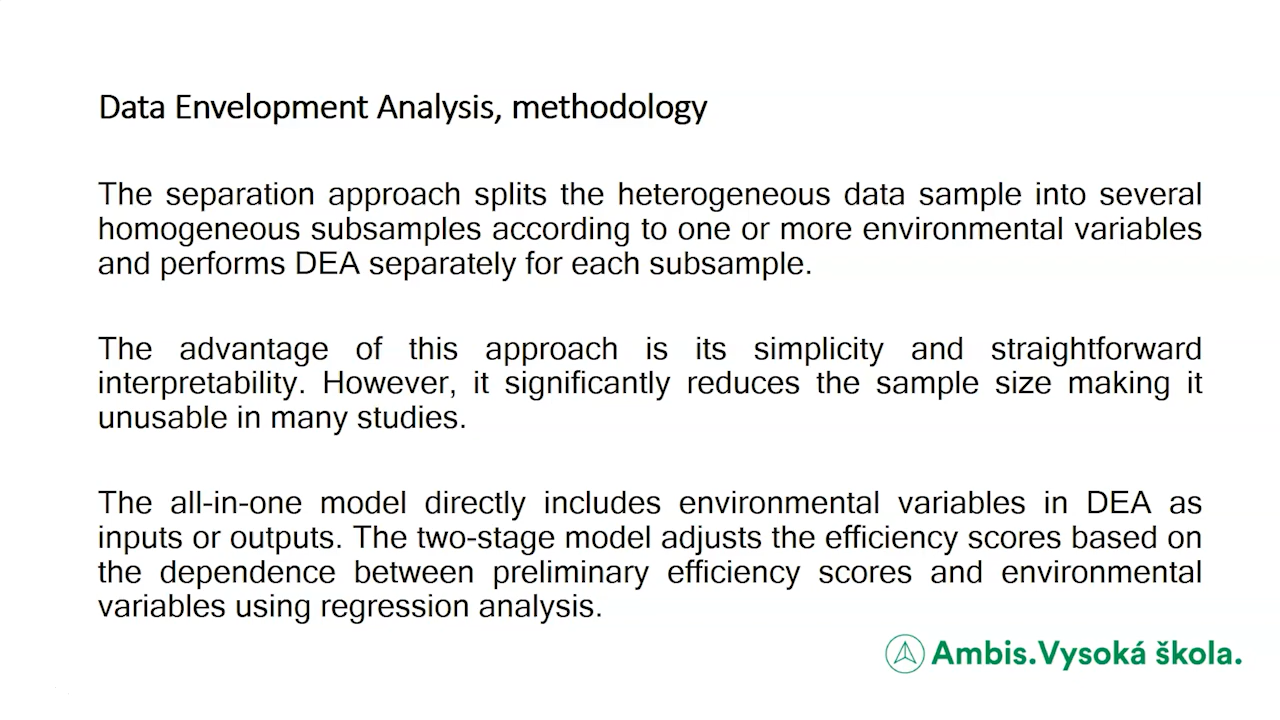 Data Envelopment Analysis, methodology
The separation approach splits the heterogeneous data sample into several
homogeneous subsamples according to one or more environmental variables
and performs DEA separately for each subsample.
The advantage of this approach is its simplicity and straightforward
interpretability. However, it significantly reduces the sample size making it
unusable in many studies.
The all-in-one model directly includes environmental variables in DEA as
inputs or outputs. The two-stage model adjusts the efficiency scores based on
the dependence between preliminary efficiency scores and environmental
variables using regression analysis.
Ambis.Vysoká škola.